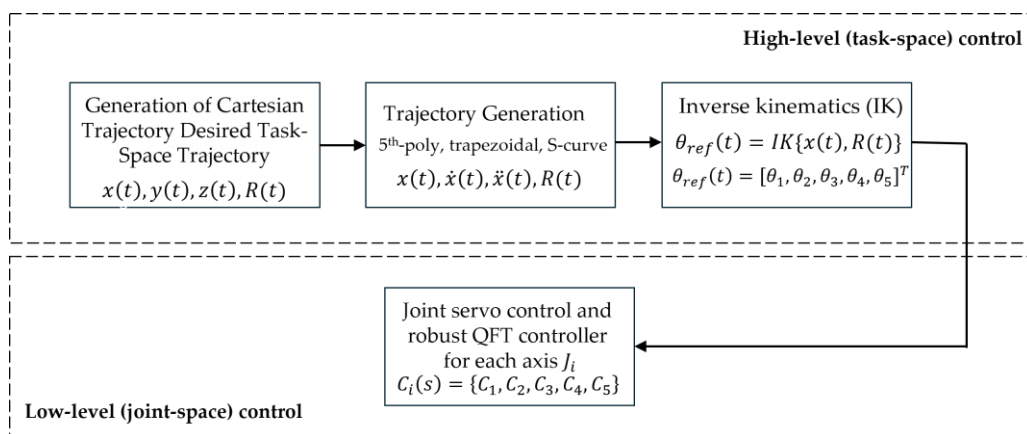 High-level (task-space) control
Generation of Cartesian
Trajectory Desired Task-
Space Trajectory
x(t), y(t), z(t), R(t)
Trajectory Generation
5th-poly, trapezoidal, S-curve
x(t), ẋ(t), ẍ(t), R(t)
Inverse kinematics (IK)
θ_ref(t) = IK{x(t), R(t)}
θ_ref(t) = [θ₁, θ₂, θ₃, θ₄, θ₅]ᵀ
Joint servo control and
robust QFT controller
for each axis Jᵢ
Cᵢ(s) = {C₁, C₂, C₃, C₄, C₅}
Low-level (joint-space) control